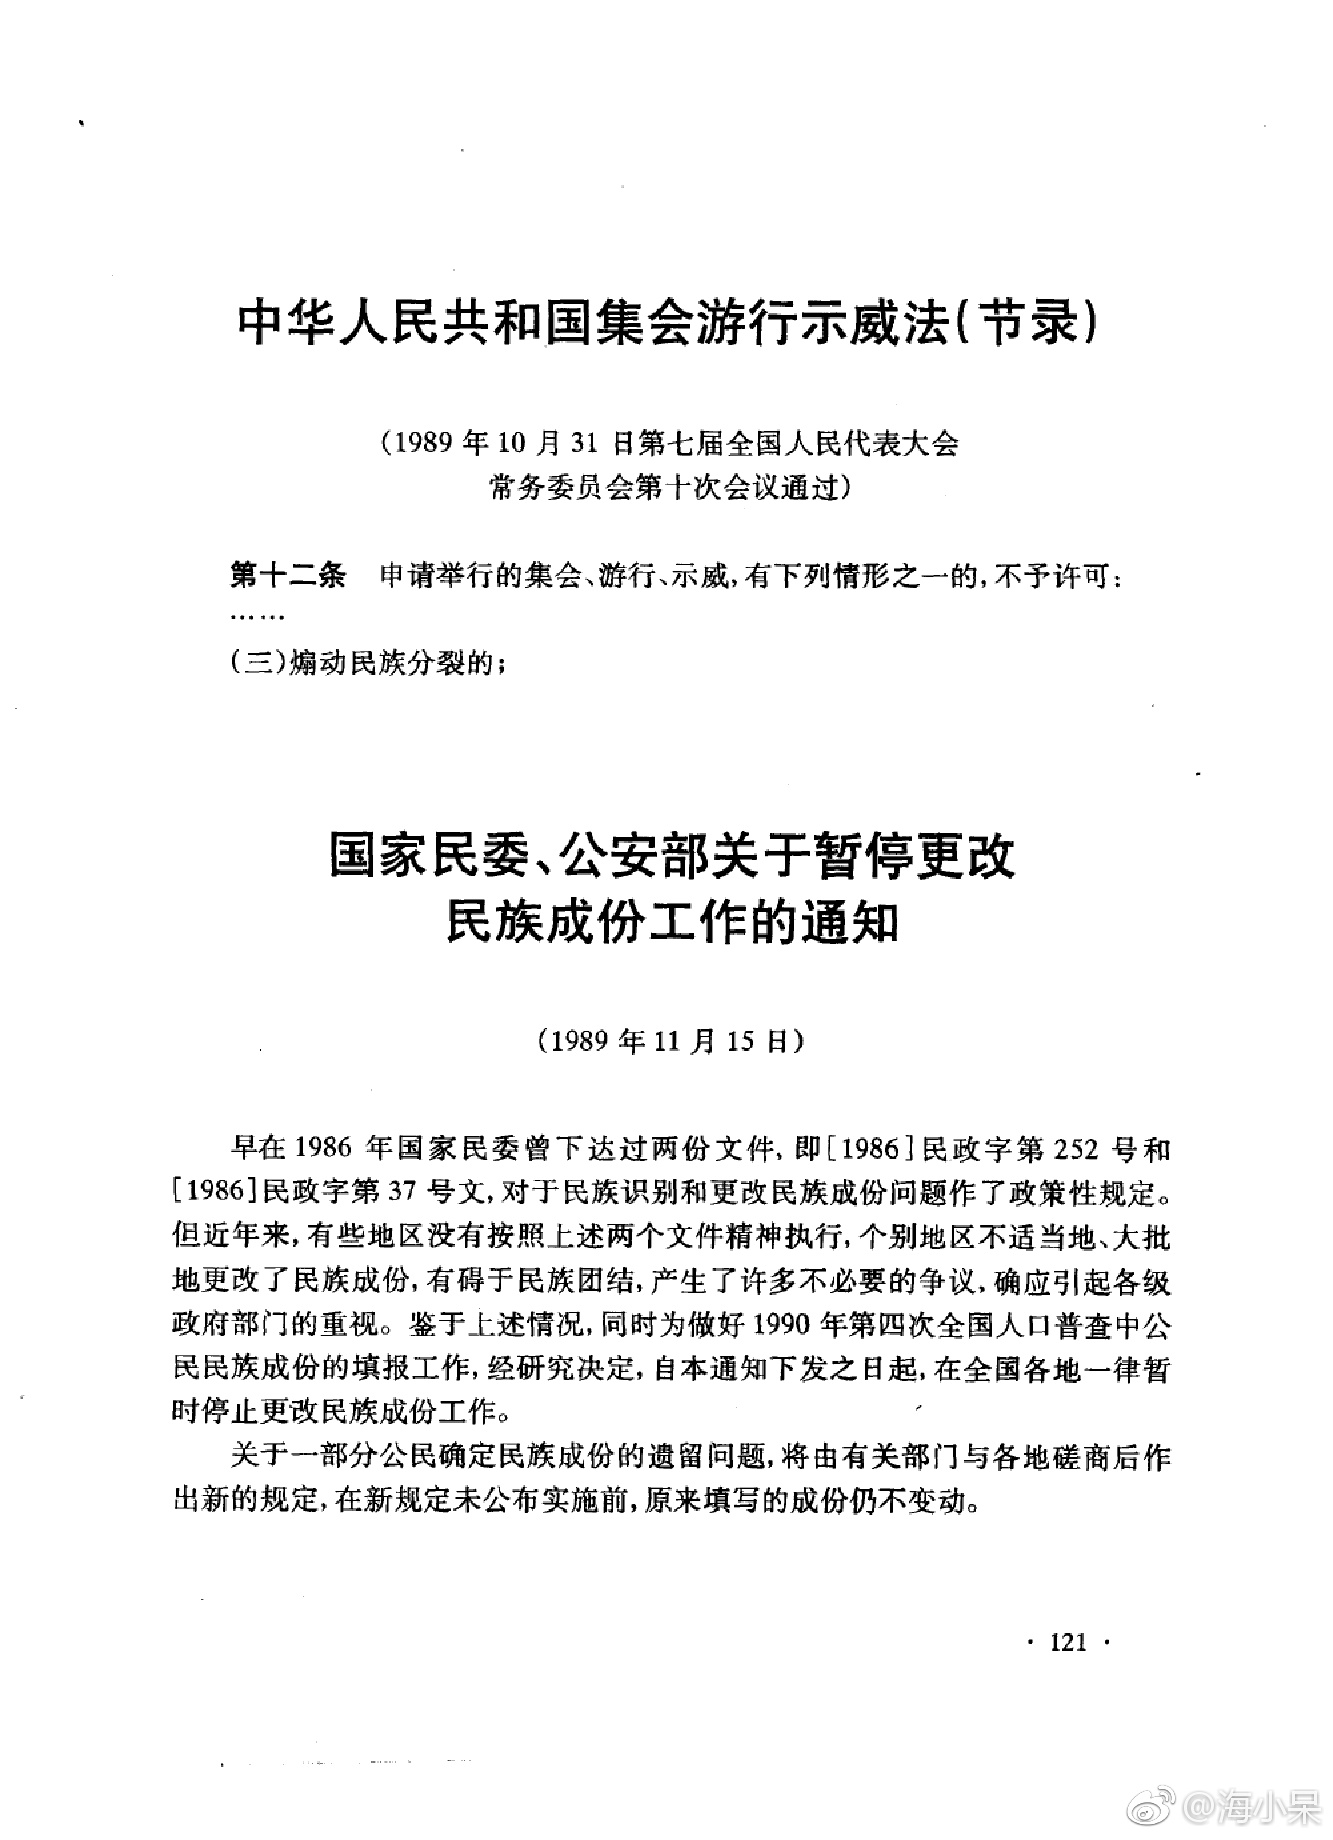 中华人民共和国集会游行示威法(节录)
(1989 年 10 月 31 日第七届全国人民代表大会
常务委员会第十次会议通过)
第十二条 申请举行的集会、游行、示威,有下列情形之一的,不予许可:
……
(三)煽动民族分裂的;
国家民委、公安部关于暂停更改
民族成份工作的通知
(1989 年 11 月 15 日)
早在 1986 年国家民委曾下达过两份文件,即[1986]民政字第 252 号和
[1986]民政字第 37 号文,对于民族识别和更改民族成份问题作了政策性规定。
但近年来,有些地区没有按照上述两个文件精神执行,个别地区不适当地、大批
地更改了民族成份,有碍于民族团结,产生了许多不必要的争议,确应引起各级
政府部门的重视。鉴于上述情况,同时为做好 1990 年第四次全国人口普查中公
民民族成份的填报工作,经研究决定,自本通知下发之日起,在全国各地一律暂
时停止更改民族成份工作。
关于一部分公民确定民族成份的遗留问题,将由有关部门与各地磋商后作
出新的规定,在新规定未公布实施前,原来填写的成份仍不变动。
· 121 ·
@海小呆